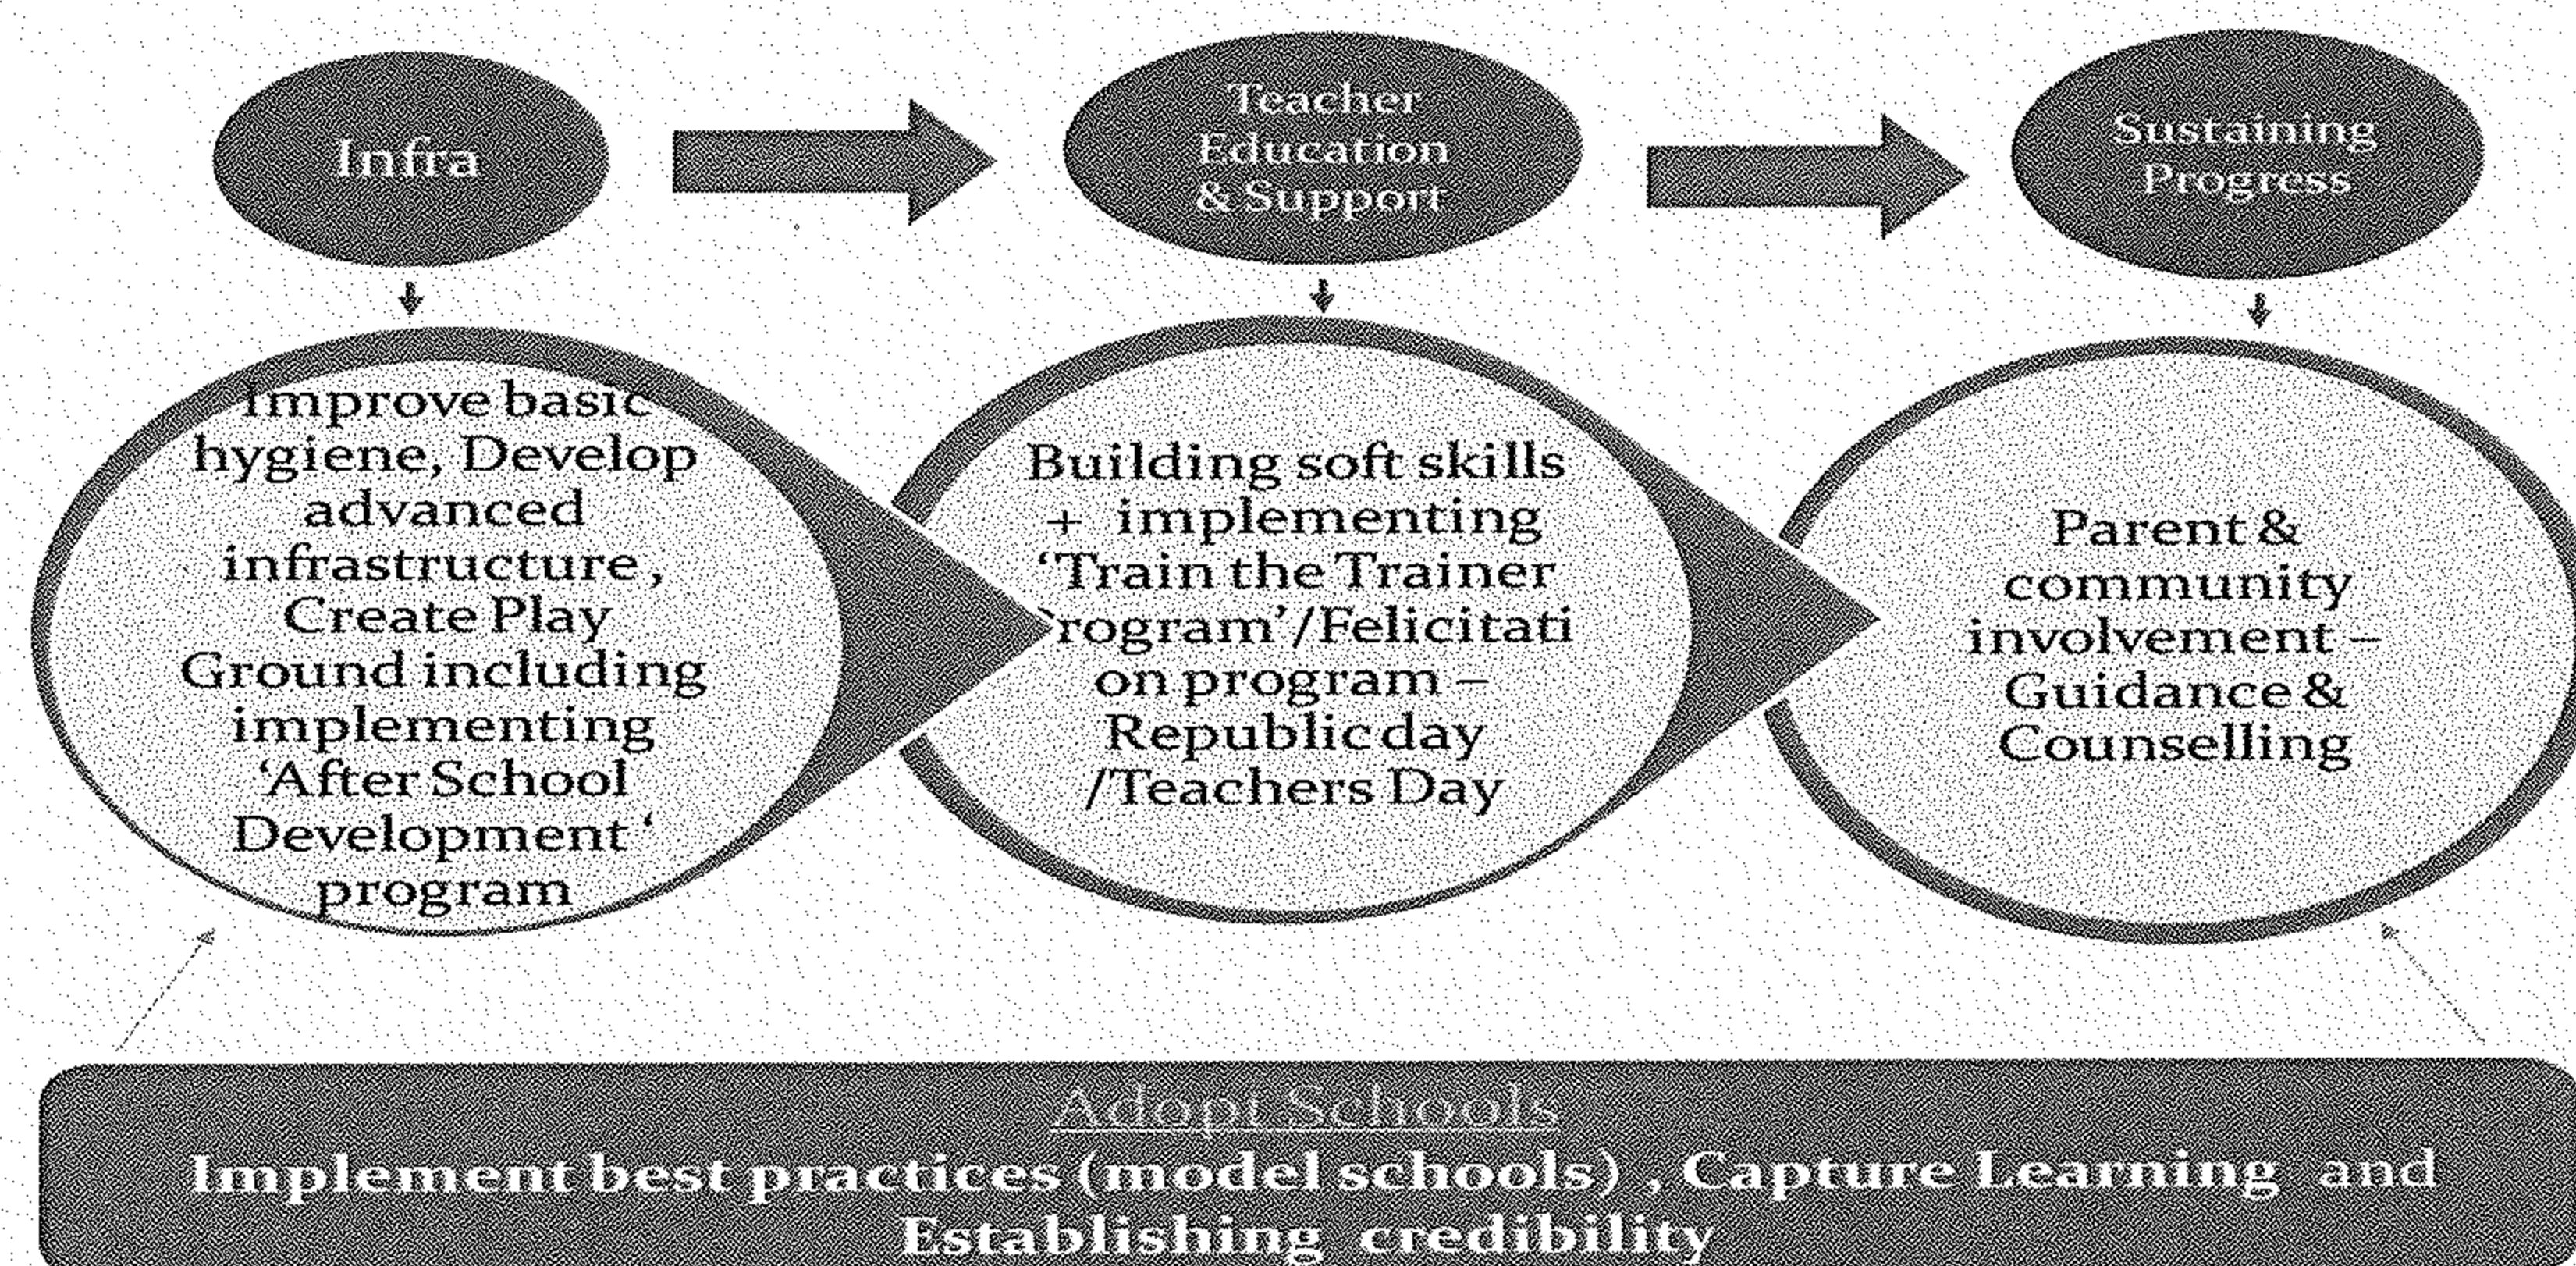 Infra
Teacher
Education
& Support
Sustaining
Progress
Improve basic
hygiene, Develop
advanced
infrastructure ,
Create Play
Ground including
implementing
‘After School
Development ‘
program
Building soft skills
+ implementing
‘Train the Trainer
rogram’/Felicitati
on program –
Republic day
/Teachers Day
Parent &
community
involvement –
Guidance &
Counselling
Adopt Schools
Implement best practices (model schools) , Capture Learning and
Establishing credibility